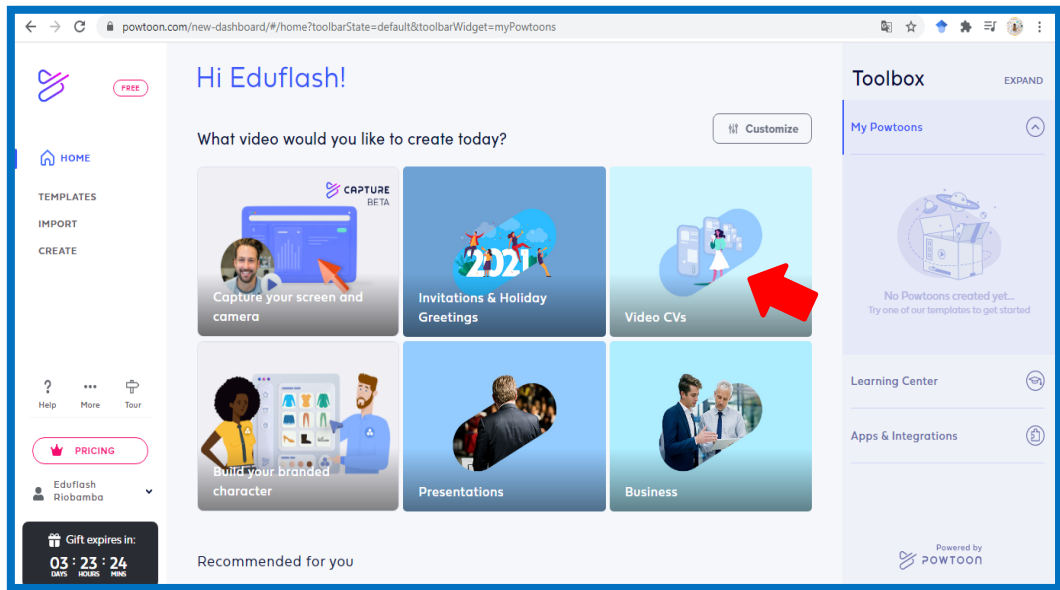 powtoon.com/new-dashboard/#/home?toolbarState=default&toolbarWidget=myPowtoons
FREE
HOME
TEMPLATES
IMPORT
CREATE
Help
More
Tour
PRICING
Eduflash
Riobamba
Gift expires in:
03 : 23 : 24
DAYS HOURS MINS
Hi Eduflash!
What video would you like to create today?
Customize
CAPTURE
BETA
Capture your screen and
camera
2021
Invitations & Holiday
Greetings
Video CVs
Build your branded
character
Presentations
Business
Recommended for you
Toolbox
EXPAND
My Powtoons
No Powtoons created yet...
Try one of our templates to get started
Learning Center
Apps & Integrations
Powered by
POWTOON